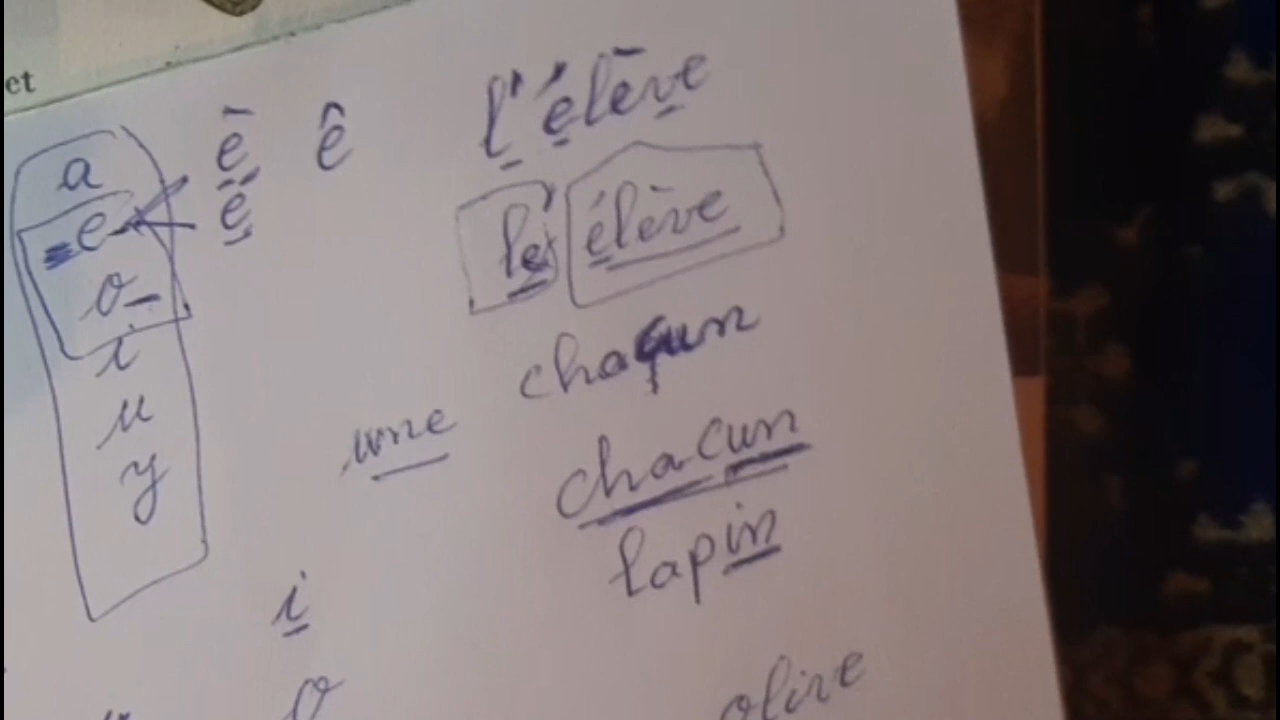 et
a
e
o
i
u
y
è ê
é
l'élève
le élève
chaqun
une
chacun
lapin
i
o
olive